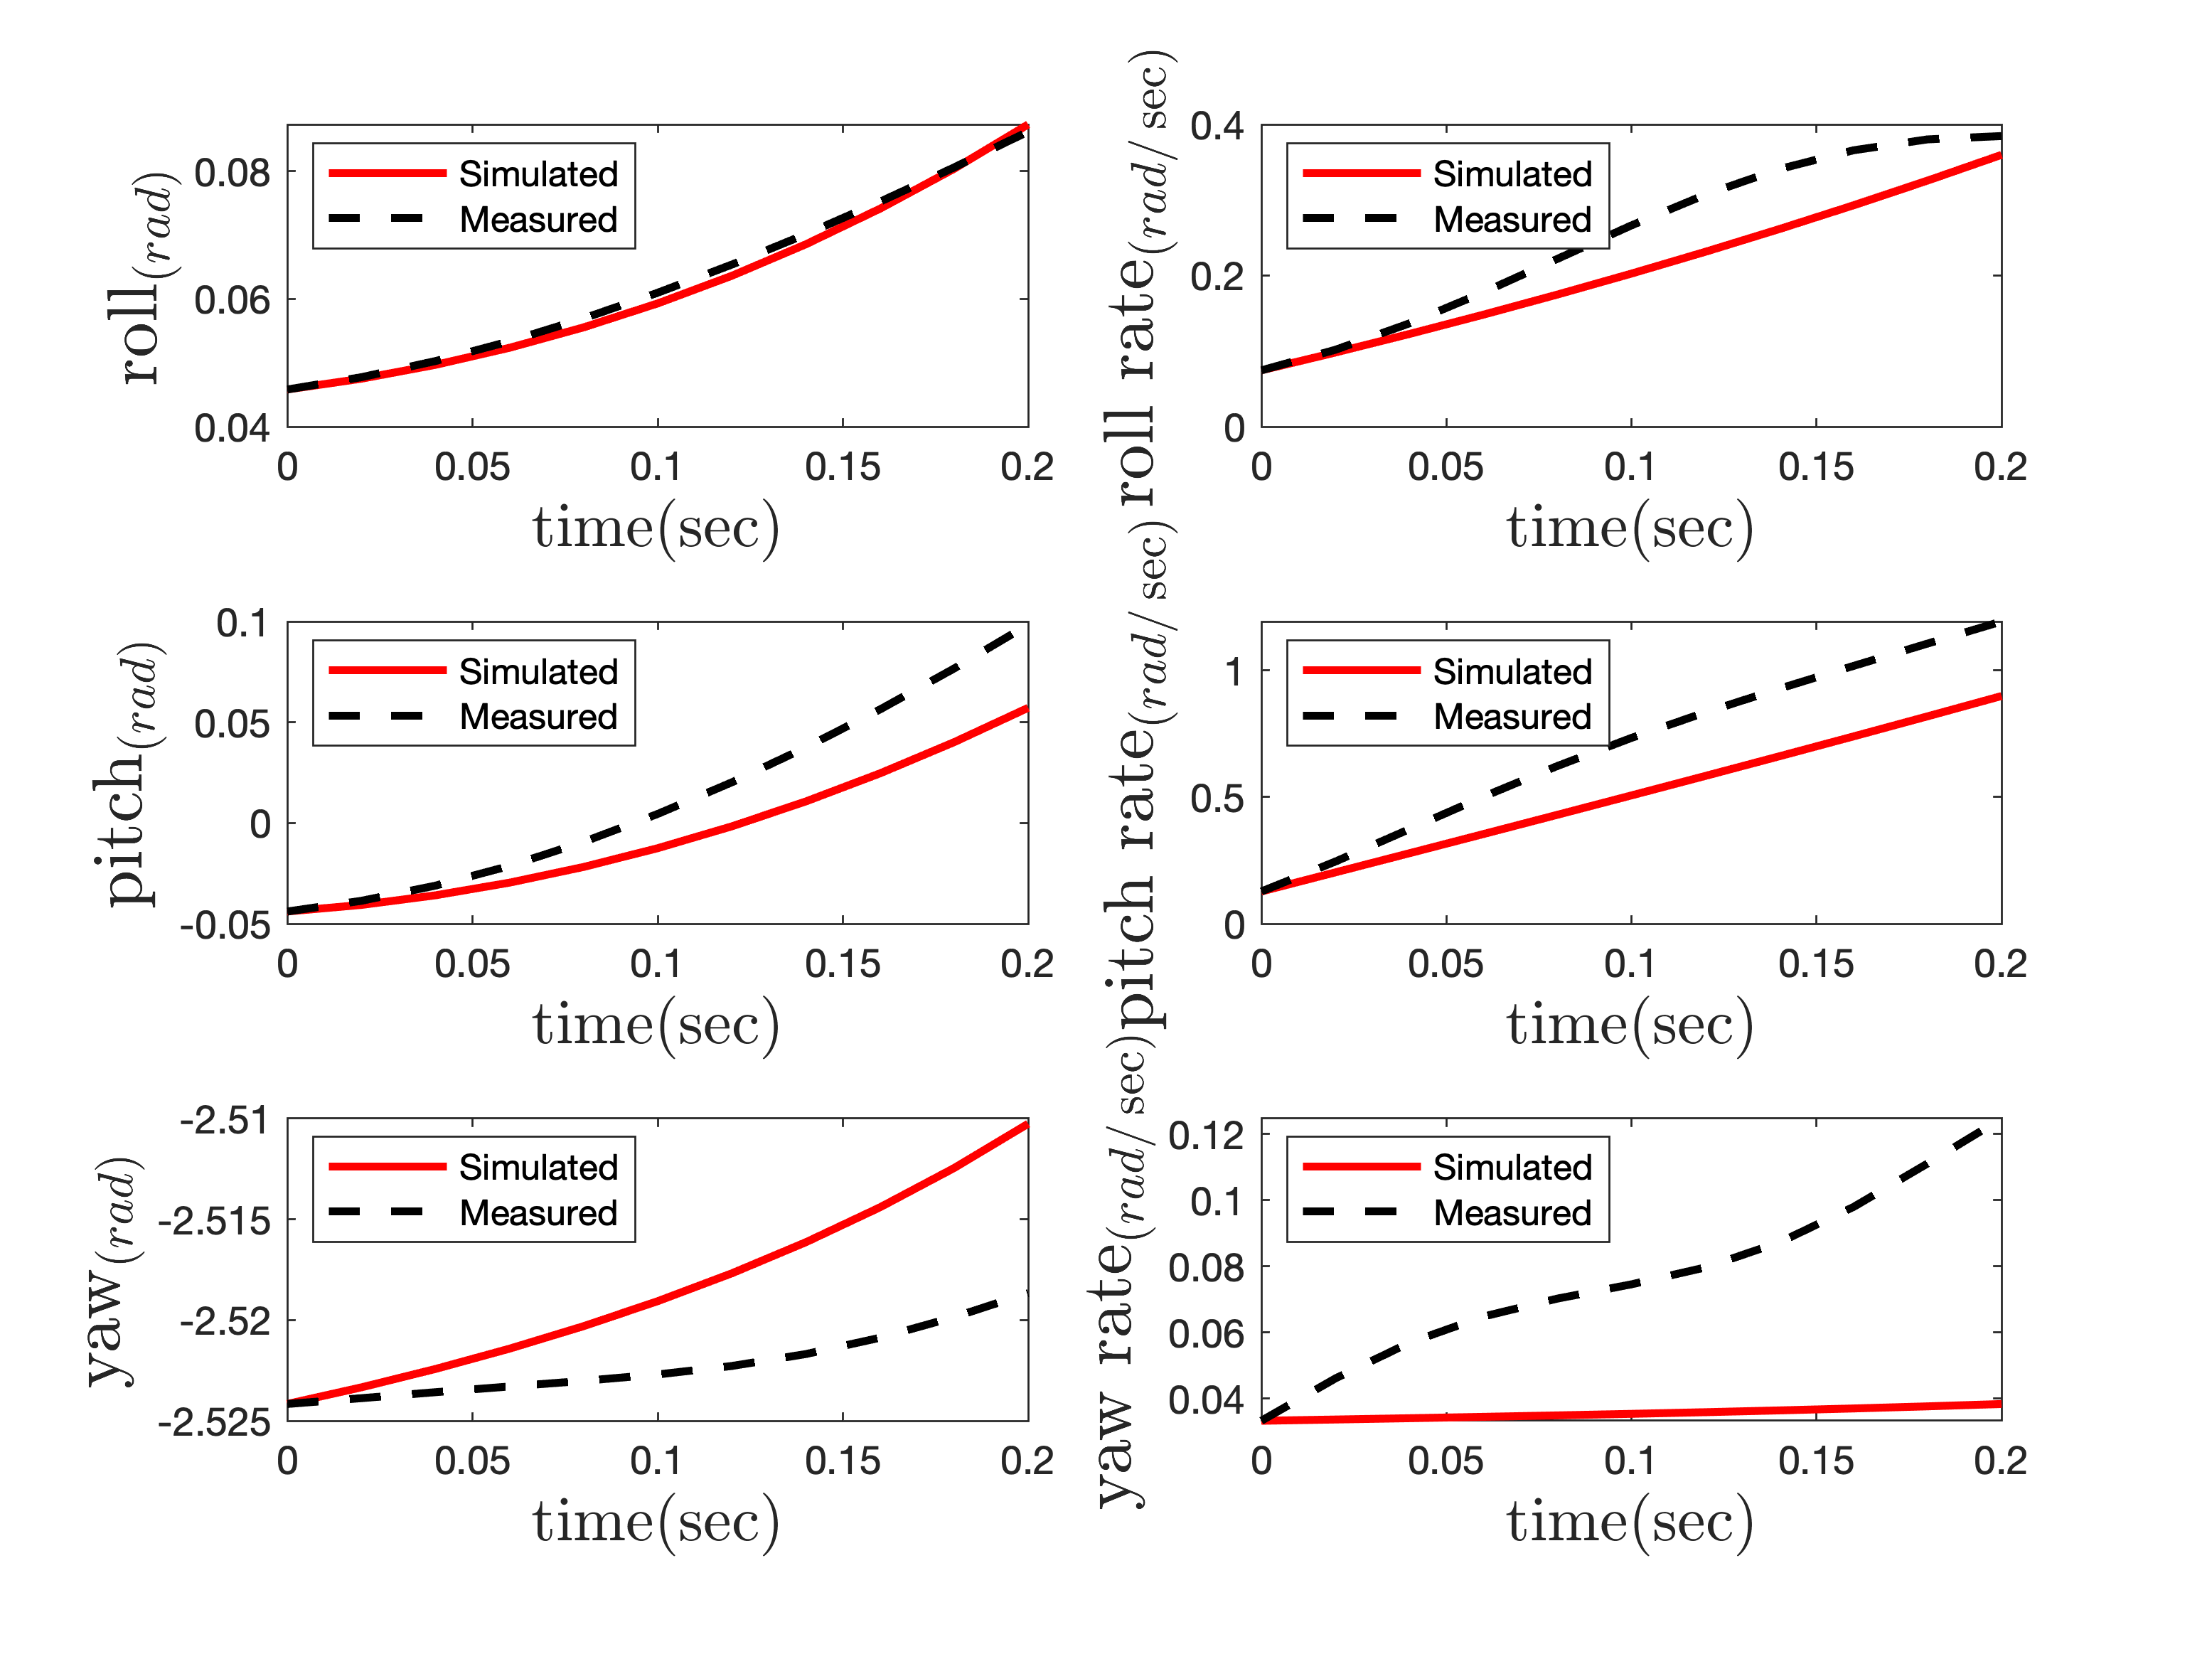 roll(rad)
0.08
0.06
0.04
Simulated
Measured
0 0.05 0.1 0.15 0.2
time(sec)
roll rate(rad/ sec)
0.4
0.2
0
Simulated
Measured
0 0.05 0.1 0.15 0.2
time(sec)
pitch(rad)
0.1
0.05
0
-0.05
Simulated
Measured
0 0.05 0.1 0.15 0.2
time(sec)
pitch rate(rad/ sec)
1
0.5
0
Simulated
Measured
0 0.05 0.1 0.15 0.2
time(sec)
yaw(rad)
-2.51
-2.515
-2.52
-2.525
Simulated
Measured
0 0.05 0.1 0.15 0.2
time(sec)
yaw rate(rad/ sec)
0.12
0.1
0.08
0.06
0.04
Simulated
Measured
0 0.05 0.1 0.15 0.2
time(sec)